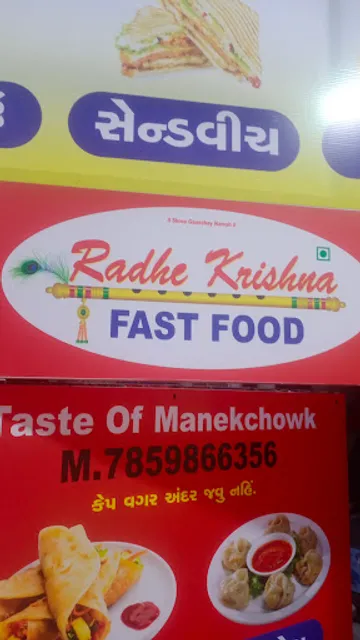 સેન્ડવીચ
Radhe Krishna
FAST FOOD
Taste Of Manekchowk
M.7859866356
કેપ વગર અંદર જવુ નહિં.